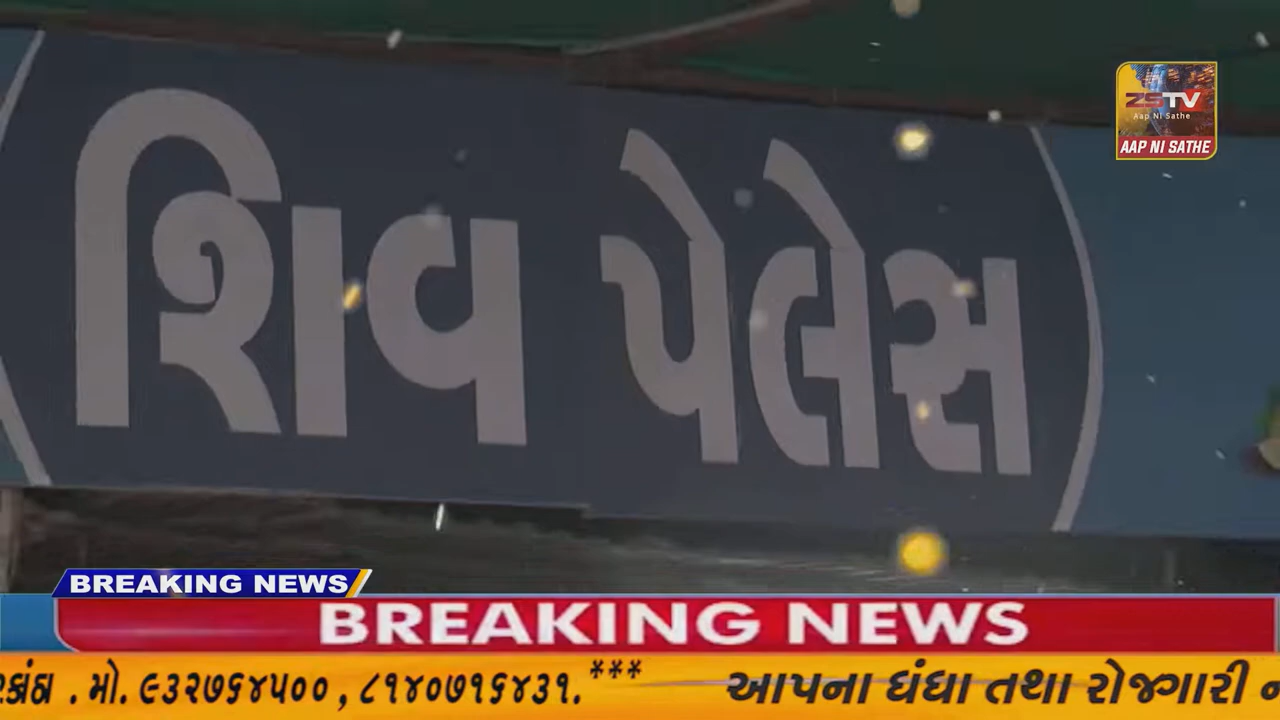 ZSTV
Aap Ni Sathe
AAP NI SATHE
શિવ પેલેસ
BREAKING NEWS
BREAKING NEWS
. મો. ૯૩૨૭૬૪૫૦૦ , ૮૧૪૦૭૧૬૪૩૧.*** આપના ધંધા તથા રોજગારી